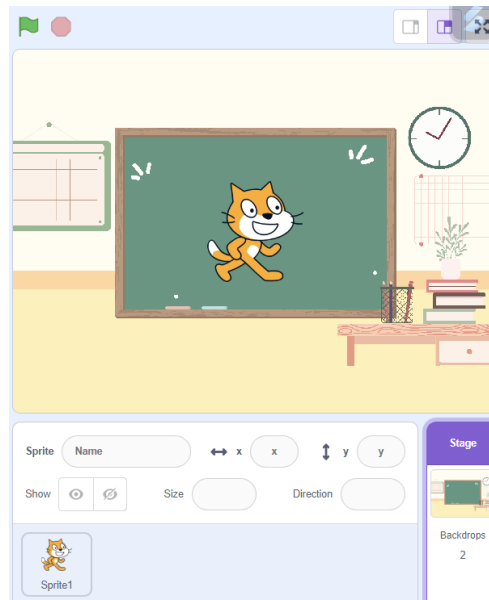 Sprite Name x x y y
Show Size Direction
Sprite1
Stage
Backdrops
2